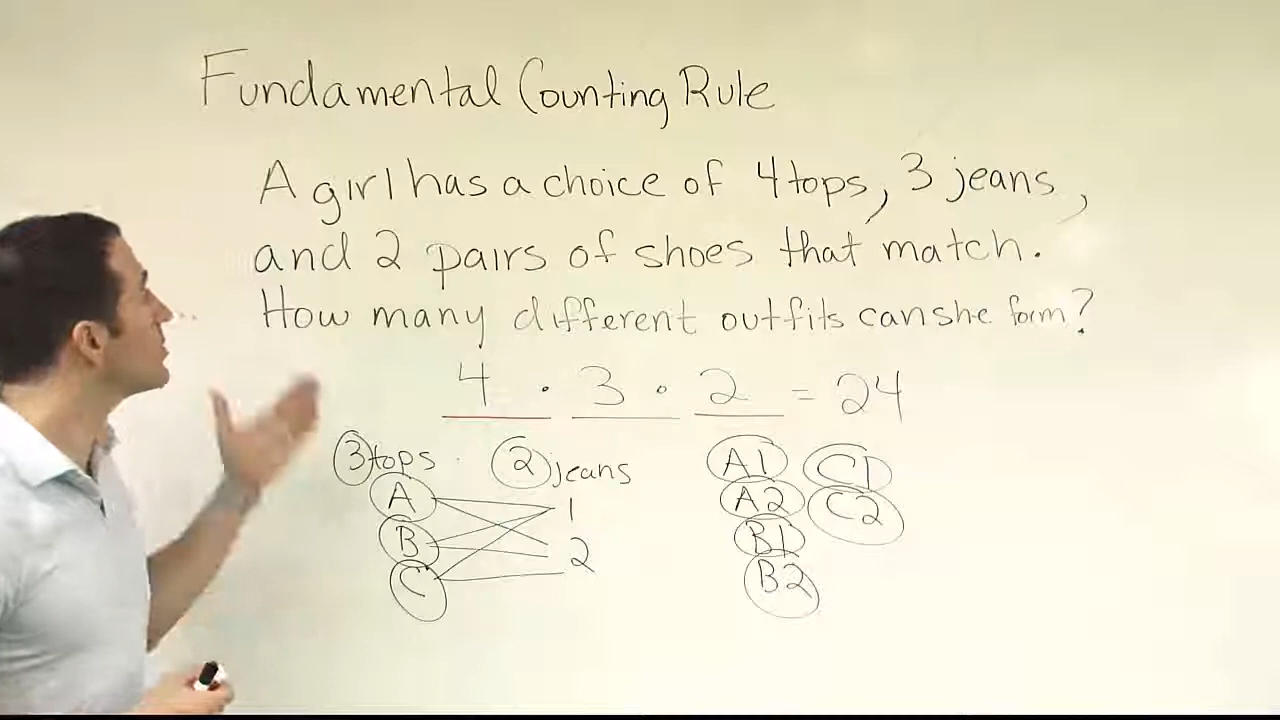 Fundamental Counting Rule
A girl has a choice of 4 tops, 3 jeans,
and 2 pairs of shoes that match.
How many different outfits can she form?
4 · 3 · 2 = 24
3 tops · 2 jeans
A 1
B 2
C
A1 C1
A2 C2
B1
B2